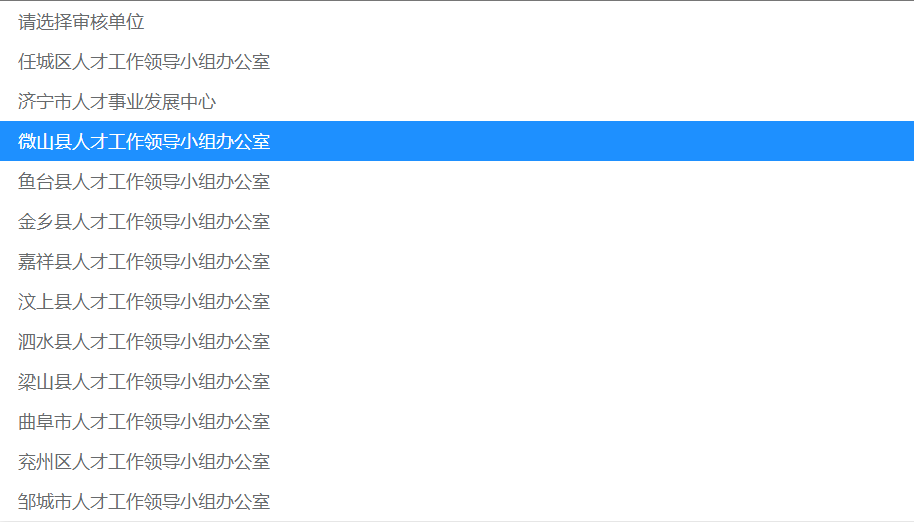 请选择审核单位
任城区人才工作领导小组办公室
济宁市人才事业发展中心
微山县人才工作领导小组办公室
鱼台县人才工作领导小组办公室
金乡县人才工作领导小组办公室
嘉祥县人才工作领导小组办公室
汶上县人才工作领导小组办公室
泗水县人才工作领导小组办公室
梁山县人才工作领导小组办公室
曲阜市人才工作领导小组办公室
兖州区人才工作领导小组办公室
邹城市人才工作领导小组办公室